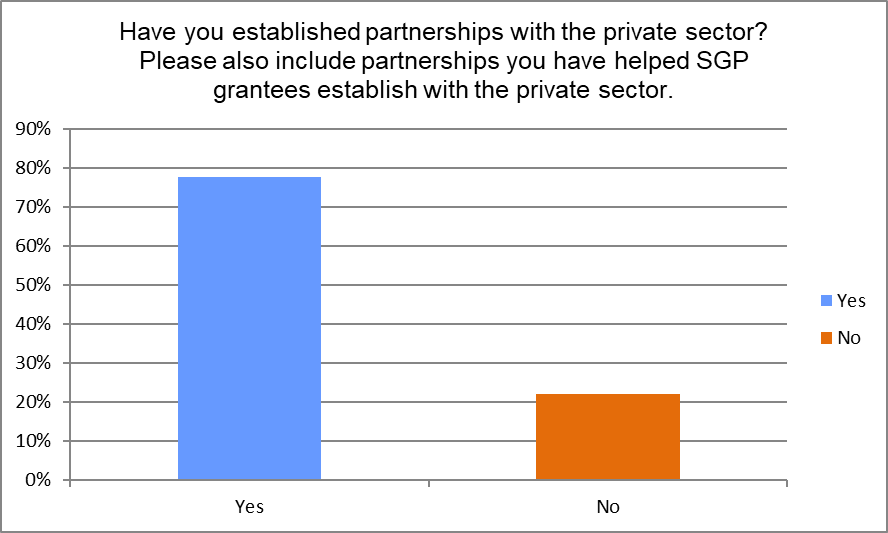 Have you established partnerships with the private sector?
Please also include partnerships you have helped SGP
grantees establish with the private sector.
90%
80%
70%
60%
50%
40%
30%
20%
10%
0%
Yes
No
Yes
No